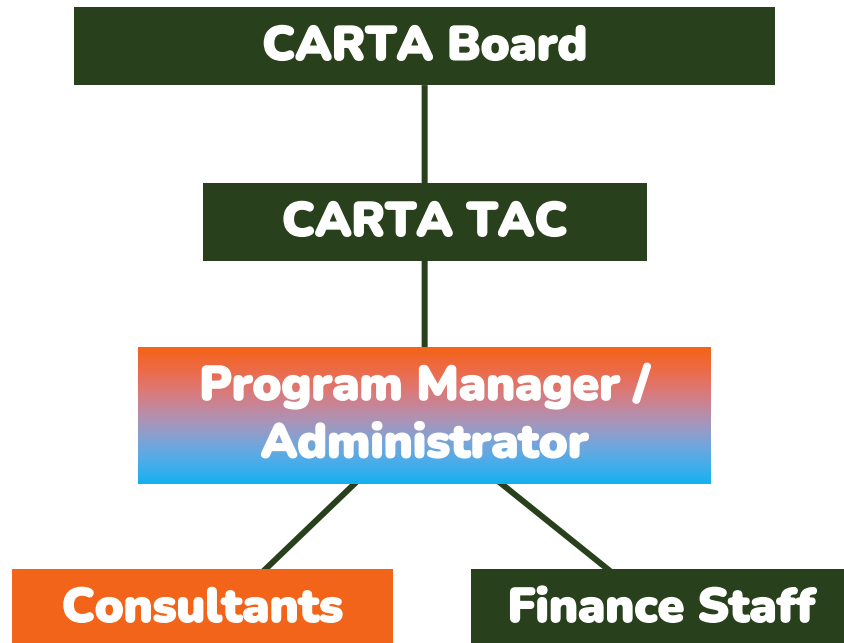 CARTA Board
CARTA TAC
Program Manager /
Administrator
Consultants
Finance Staff